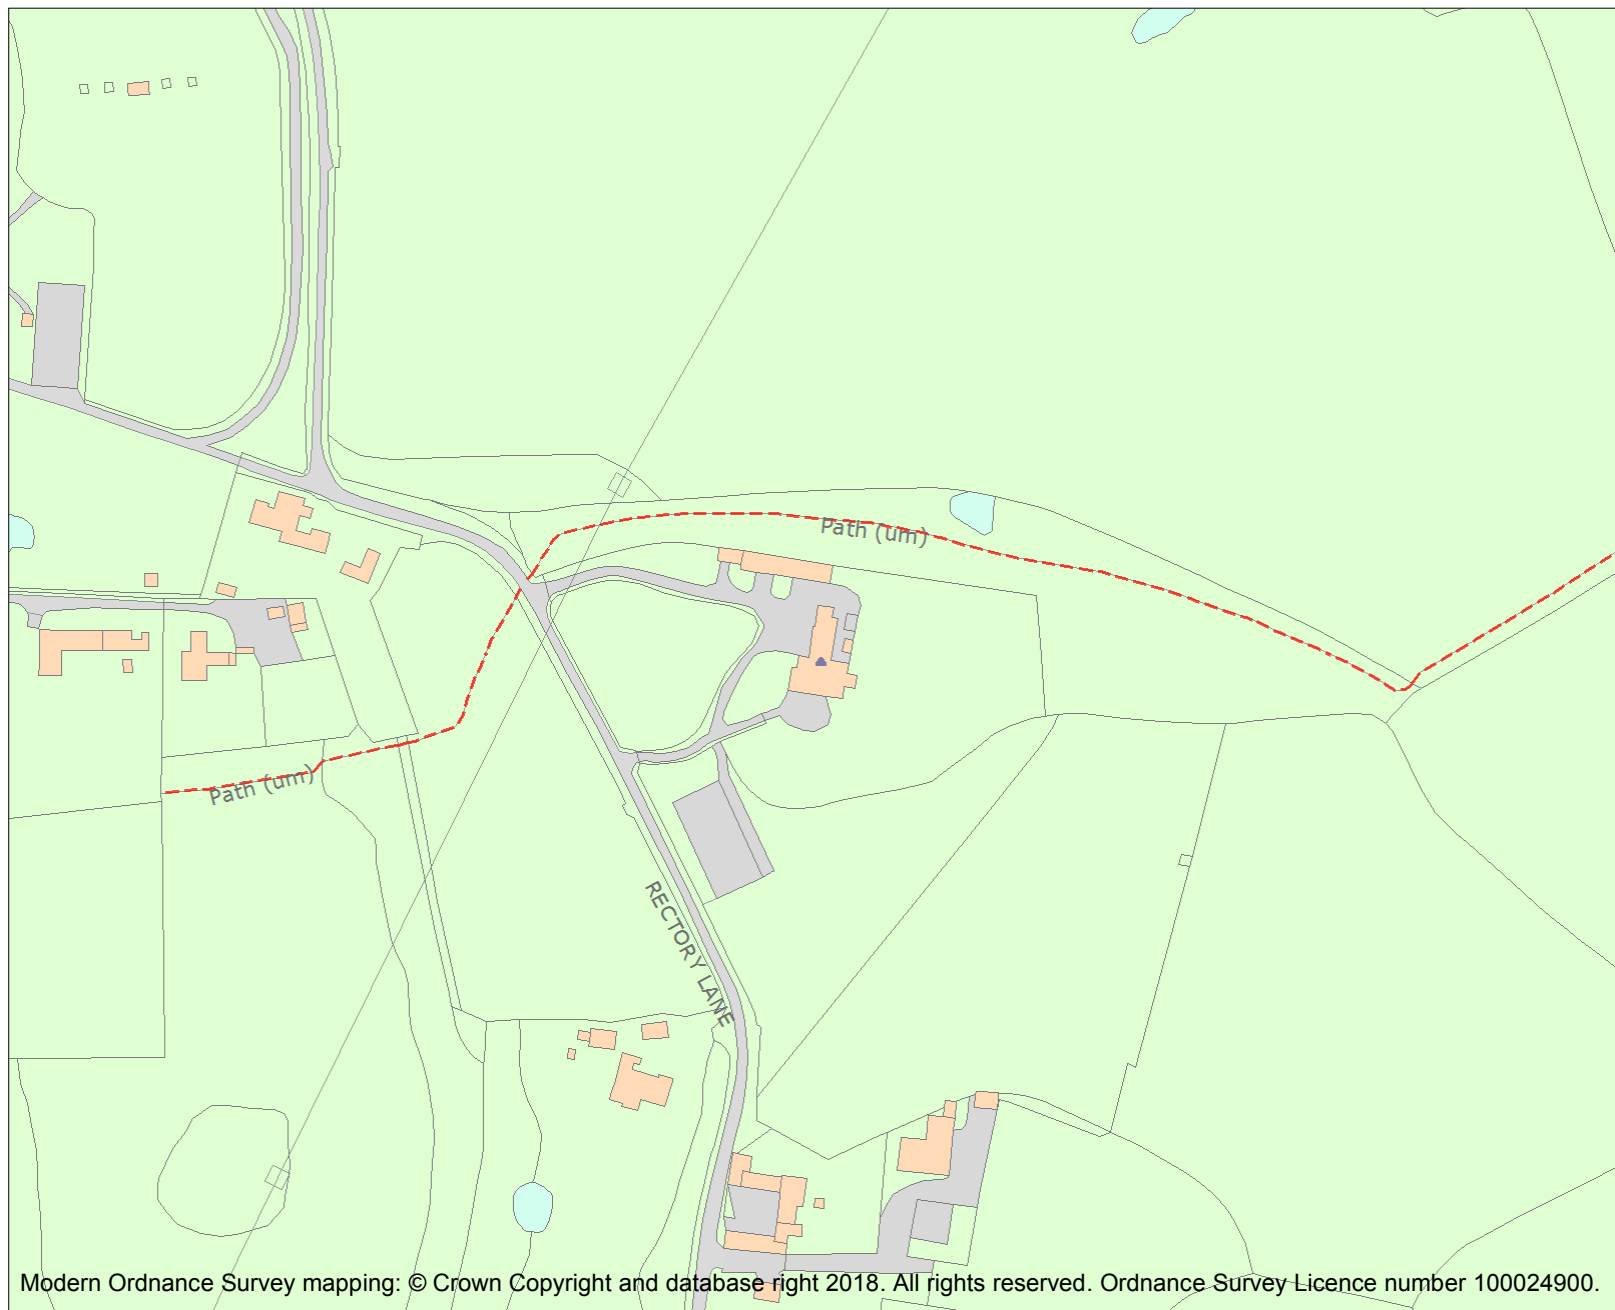 Path (um)
Path (um)
RECTORY LANE
Modern Ordnance Survey mapping: © Crown Copyright and database right 2018. All rights reserved. Ordnance Survey Licence number 100024900.